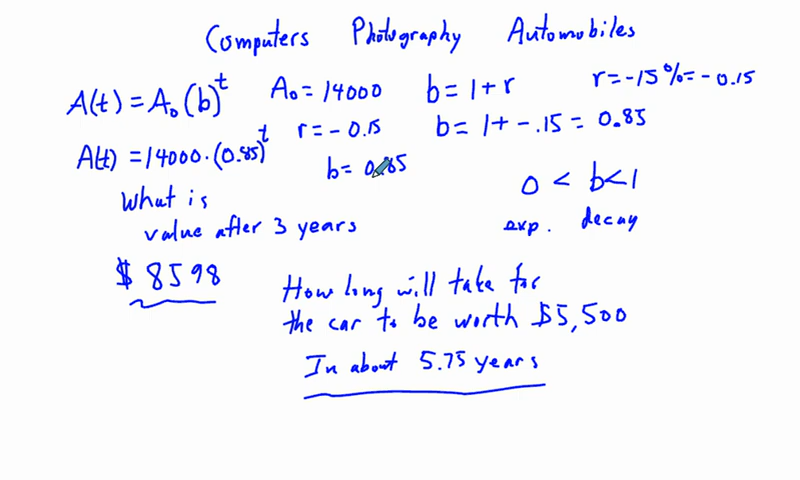 Computers Photography Automobiles
A(t) = A₀(b)ᵗ A₀ = 14000 b = 1 + r r = -15% = -0.15
A(t) = 14000·(0.85)ᵗ r = -0.15 b = 1 + -.15 = 0.85
b = 0.85
What is 0 < b < 1
value after 3 years exp. decay
$8598
How long will take for
the car to be worth $5,500
In about 5.75 years